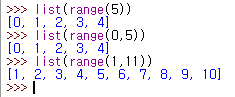 >>> list(range(5))
[0, 1, 2, 3, 4]
>>> list(range(0,5))
[0, 1, 2, 3, 4]
>>> list(range(1,11))
[1, 2, 3, 4, 5, 6, 7, 8, 9, 10]
>>>